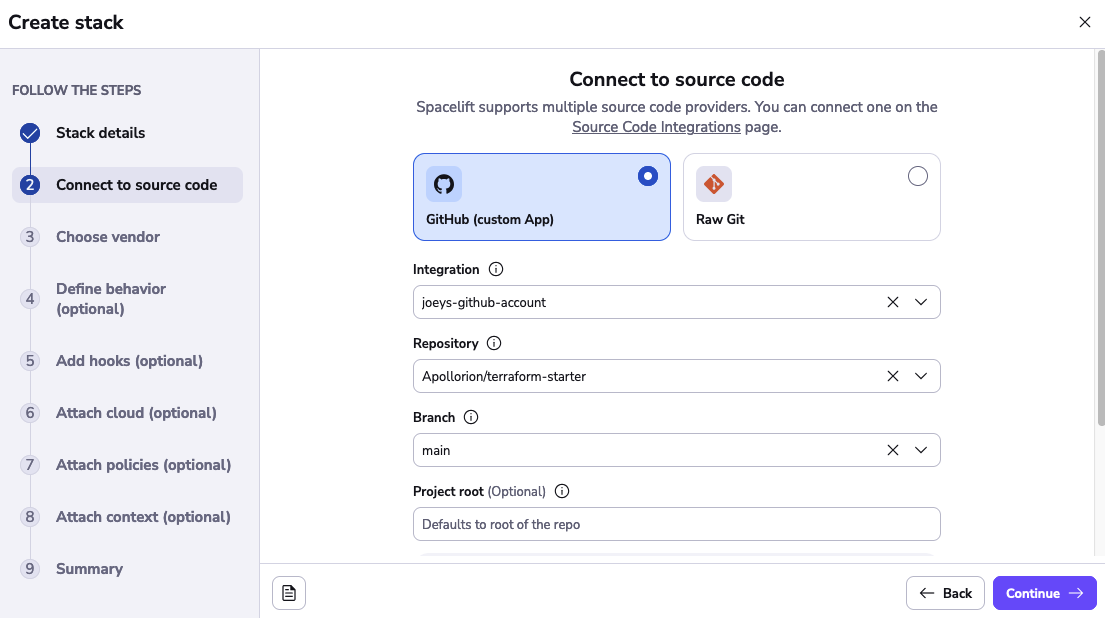 Create stack
FOLLOW THE STEPS
Stack details
2 Connect to source code
3 Choose vendor
4 Define behavior
(optional)
5 Add hooks (optional)
6 Attach cloud (optional)
7 Attach policies (optional)
8 Attach context (optional)
9 Summary
Connect to source code
Spacelift supports multiple source code providers. You can connect one on the
Source Code Integrations page.
GitHub (custom App)
Raw Git
Integration
joeys-github-account
Repository
Apollorion/terraform-starter
Branch
main
Project root (Optional)
Defaults to root of the repo
Back
Continue